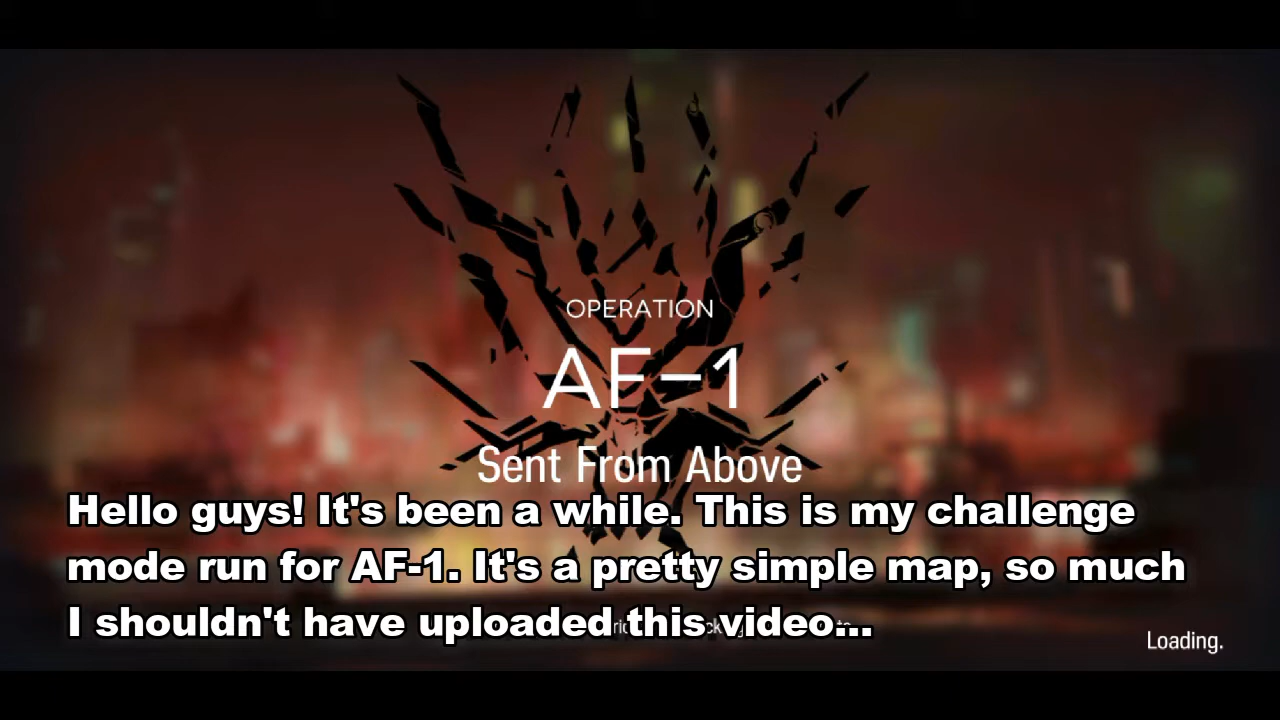 OPERATION
AF-1
Sent From Above
Hello guys! It's been a while. This is my challenge
mode run for AF-1. It's a pretty simple map, so much
I shouldn't have uploaded this video...
Loading.